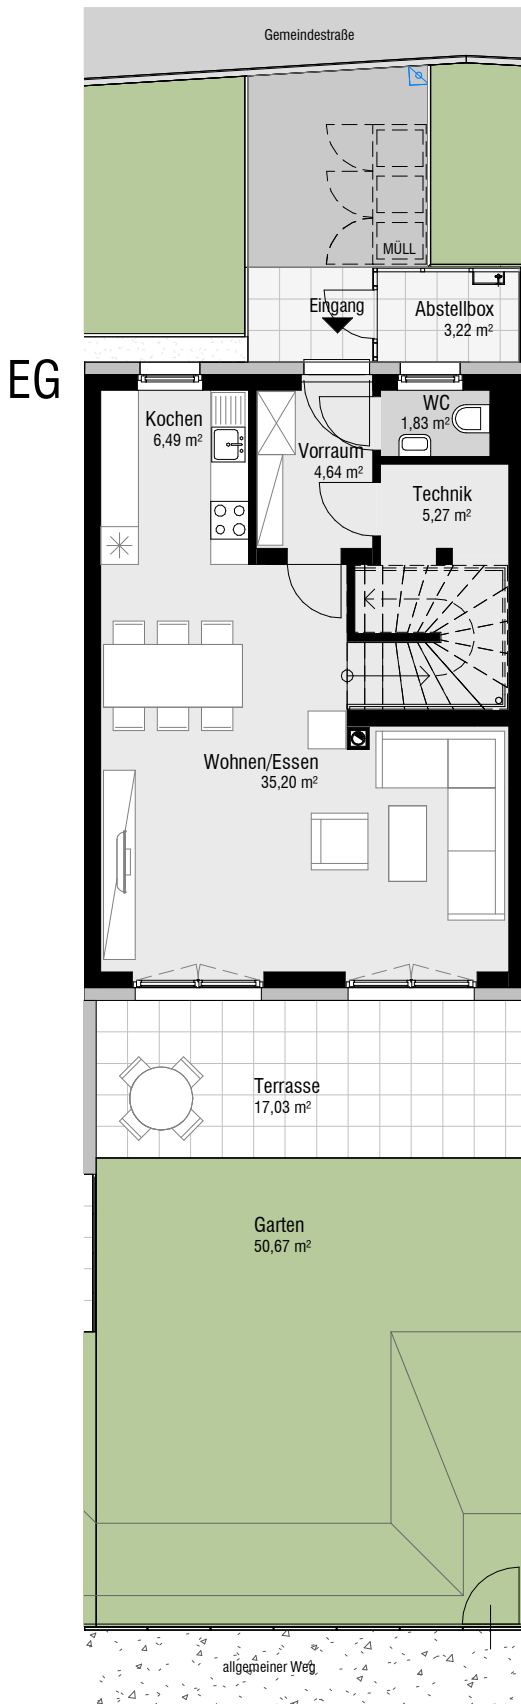 Gemeindestraße
MÜLL
Eingang
Abstellbox
3,22 m²
EG
Kochen
6,49 m²
WC
1,83 m²
Vorraum
4,64 m²
Technik
5,27 m²
Wohnen/Essen
35,20 m²
Terrasse
17,03 m²
Garten
50,67 m²
allgemeiner Weg